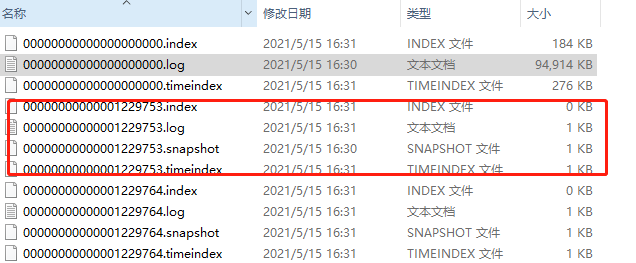 名称 修改日期 类型 大小
00000000000000000000.index 2021/5/15 16:31 INDEX 文件 184 KB
00000000000000000000.log 2021/5/15 16:30 文本文档 94,914 KB
00000000000000000000.timeindex 2021/5/15 16:31 TIMEINDEX 文件 276 KB
00000000000001229753.index 2021/5/15 16:31 INDEX 文件 0 KB
00000000000001229753.log 2021/5/15 16:31 文本文档 1 KB
00000000000001229753.snapshot 2021/5/15 16:30 SNAPSHOT 文件 1 KB
00000000000001229753.timeindex 2021/5/15 16:31 TIMEINDEX 文件 1 KB
00000000000001229764.index 2021/5/15 16:31 INDEX 文件 0 KB
00000000000001229764.log 2021/5/15 16:31 文本文档 1 KB
00000000000001229764.snapshot 2021/5/15 16:31 SNAPSHOT 文件 1 KB
00000000000001229764.timeindex 2021/5/15 16:31 TIMEINDEX 文件 1 KB